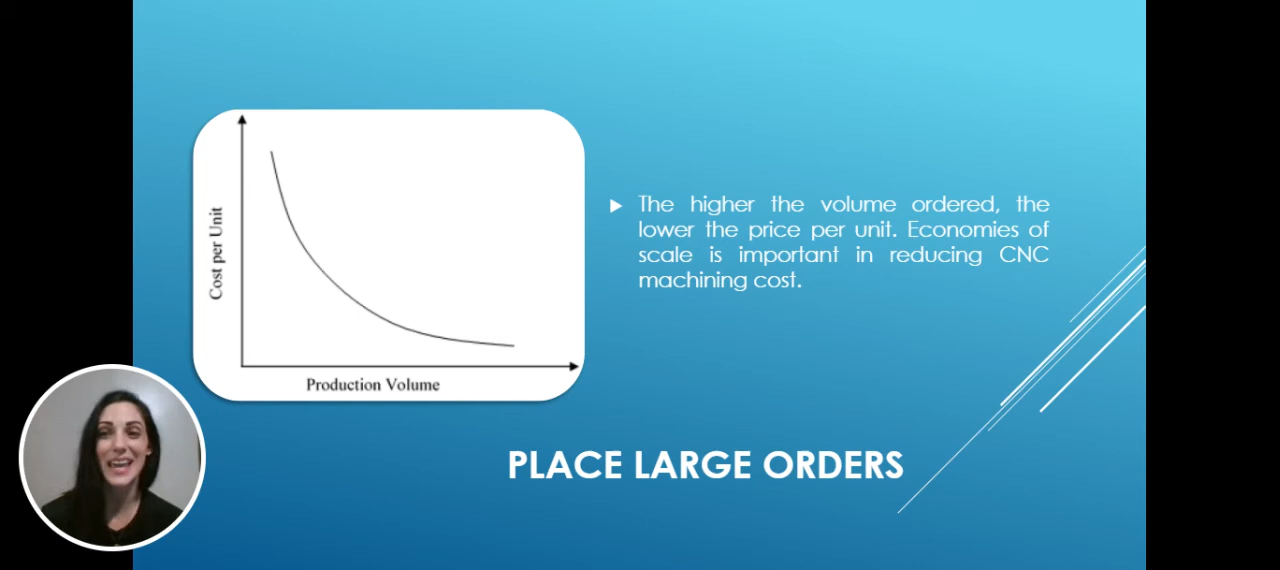 Cost per Unit
Production Volume
The higher the volume ordered, the
lower the price per unit. Economies of
scale is important in reducing CNC
machining cost.
PLACE LARGE ORDERS